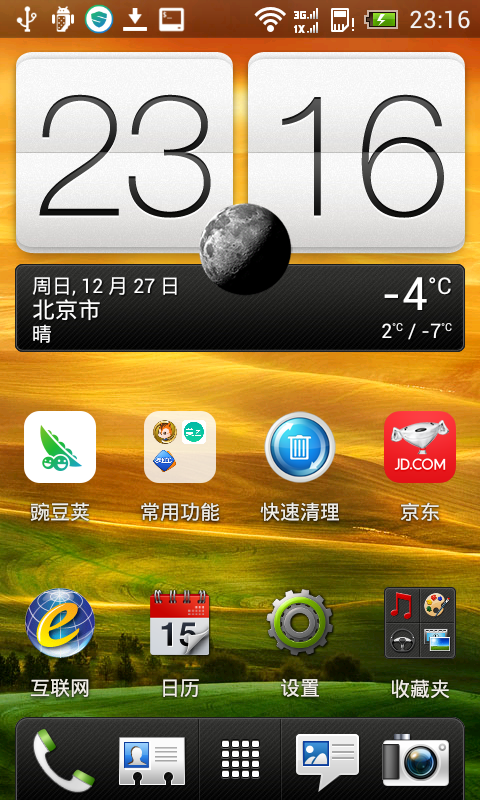 3G
1X
23:16
23 16
周日, 12 月 27 日
北京市
晴
-4°C
2°C / -7°C
JD.COM
豌豆荚
常用功能
快速清理
京东
15
互联网
日历
设置
收藏夹